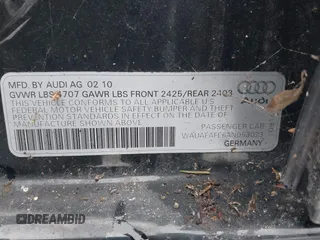 MFD. BY AUDI AG 02 10
GVWR LBS 4707 GAWR LBS FRONT 2425/REAR 2403
THIS VEHICLE CONFORMS TO ALL APPLICABLE
FEDERAL MOTOR VEHICLE SAFETY BUMPER AND THEFT
PREVENTION STANDARDS IN EFFECT ON THE DATE OF
MANUFACTURE SHOWN ABOVE
Audi
PASSENGER CAR
GERMANY
DREAMBID